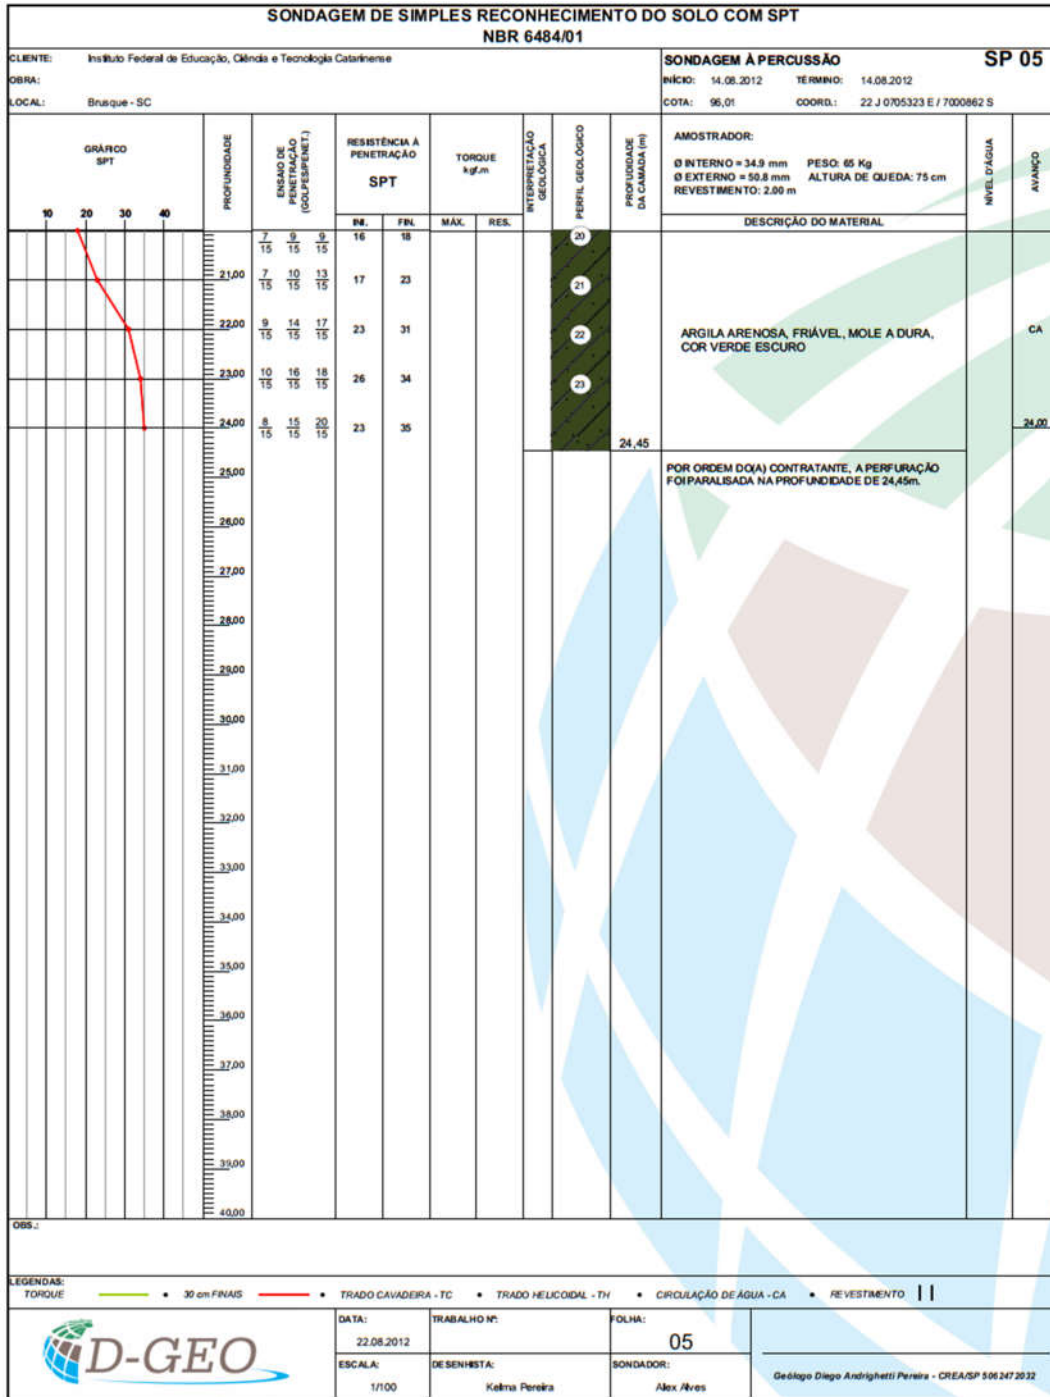 SONDAGEM DE SIMPLES RECONHECIMENTO DO SOLO COM SPT
NBR 6484/01
CLIENTE: Instituto Federal de Educação, Ciência e Tecnologia Catarinense
OBRA:
LOCAL: Brusque - SC
SONDAGEM À PERCUSSÃO SP 05
INÍCIO: 14.08.2012 TÉRMINO: 14.08.2012
COTA: 96,01 COORD.: 22 J 0705323 E / 7000862 S
GRÁFICO
SPT
10 20 30 40
PROFUNDIDADE
ENSAIO DE
PENETRAÇÃO
(GOLPES/PENET.)
RESISTÊNCIA À
PENETRAÇÃO
SPT
INI. FIN.
TORQUE
kgf.m
MÁX. RES.
INTERPRETAÇÃO
GEOLÓGICA
PERFIL GEOLÓGICO
PROFUDIDADE
DA CAMADA (m)
AMOSTRADOR:
Ø INTERNO = 34.9 mm PESO: 65 Kg
Ø EXTERNO = 50.8 mm ALTURA DE QUEDA: 75 cm
REVESTIMENTO: 2.00 m
DESCRIÇÃO DO MATERIAL
NÍVEL D'ÁGUA
AVANÇO
7/15 9/15 9/15 16 18 20
21,00 7/15 10/15 13/15 17 23 21
22,00 9/15 14/15 17/15 23 31 22
23,00 10/15 16/15 18/15 26 34 23
24,00 8/15 15/15 20/15 23 35
24,45
ARGILA ARENOSA, FRIÁVEL, MOLE A DURA,
COR VERDE ESCURO
CA
24,00
POR ORDEM DO(A) CONTRATANTE, A PERFURAÇÃO
FOI PARALISADA NA PROFUNDIDADE DE 24,45m.
25,00
26,00
27,00
28,00
29,00
30,00
31,00
32,00
33,00
34,00
35,00
36,00
37,00
38,00
39,00
40,00
OBS.:
LEGENDAS:
TORQUE • 30 cm FINAIS • TRADO CAVADEIRA - TC • TRADO HELICOIDAL - TH • CIRCULAÇÃO DE ÁGUA - CA • REVESTIMENTO
D-GEO
DATA: TRABALHO Nº: FOLHA:
22.08.2012 05
ESCALA: DESENHISTA: SONDADOR:
1/100 Kelma Pereira Alex Alves
Geólogo Diego Andrighetti Pereira - CREA/SP 5062472032